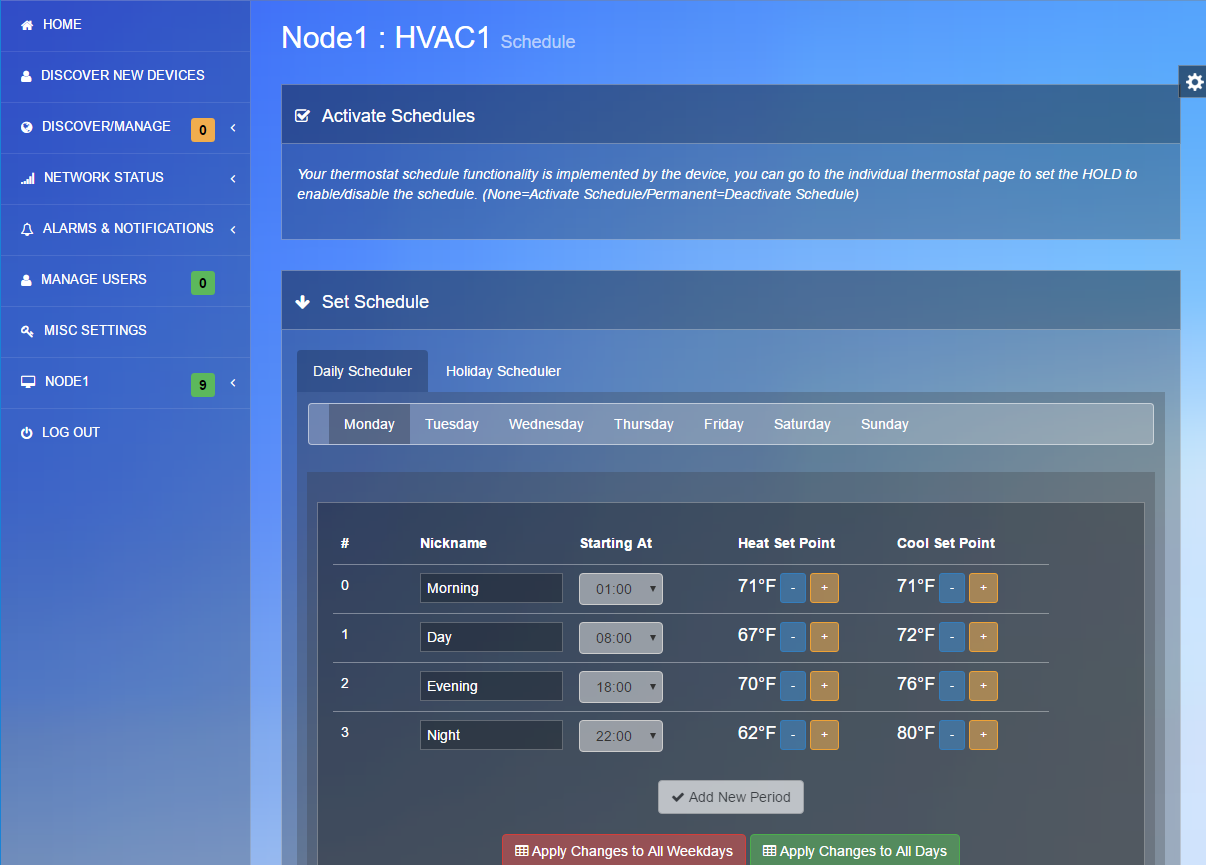 HOME
DISCOVER NEW DEVICES
DISCOVER/MANAGE 0
NETWORK STATUS
ALARMS & NOTIFICATIONS
MANAGE USERS 0
MISC SETTINGS
NODE1 9
LOG OUT
Node1 : HVAC1 Schedule
Activate Schedules
Your thermostat schedule functionality is implemented by the device, you can go to the individual thermostat page to set the HOLD to
enable/disable the schedule. (None=Activate Schedule/Permanent=Deactivate Schedule)
Set Schedule
Daily Scheduler Holiday Scheduler
Monday Tuesday Wednesday Thursday Friday Saturday Sunday
# Nickname Starting At Heat Set Point Cool Set Point
0 Morning 01:00 71°F - + 71°F - +
1 Day 08:00 67°F - + 72°F - +
2 Evening 18:00 70°F - + 76°F - +
3 Night 22:00 62°F - + 80°F - +
Add New Period
Apply Changes to All Weekdays Apply Changes to All Days